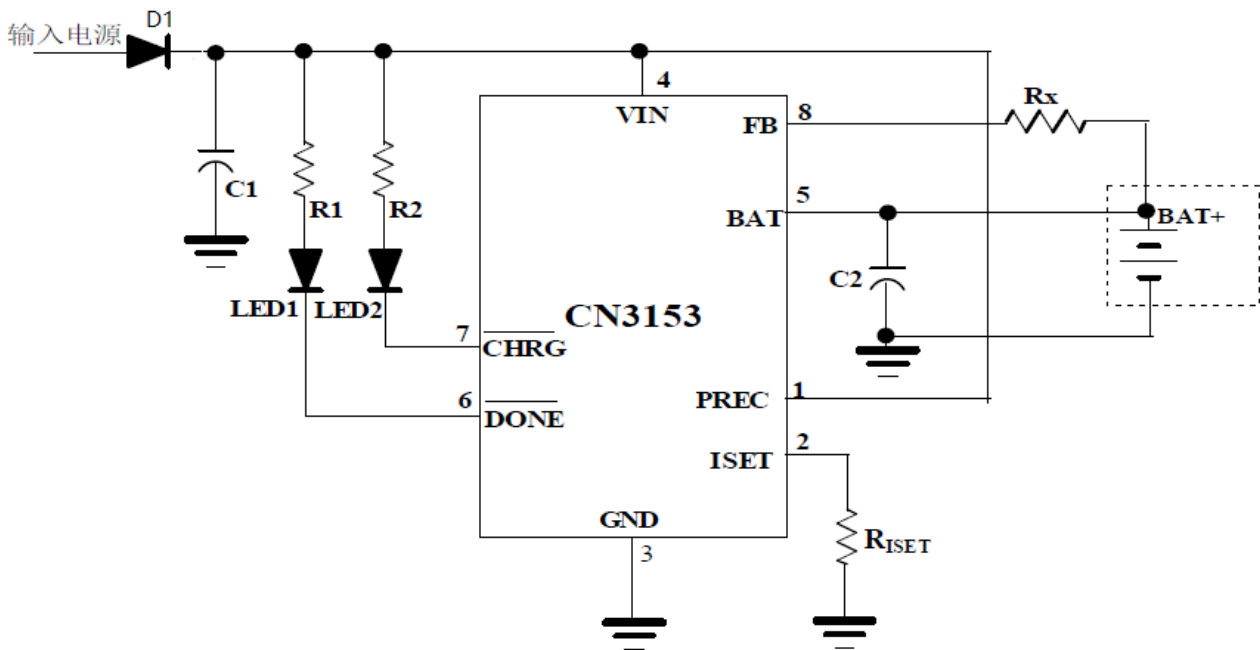 输入电源
D1
4
VIN
C1
R1
R2
LED1
LED2
CN3153
7
CHRG
6
DONE
GND
3
FB
8
Rx
BAT
5
BAT+
C2
PREC
1
ISET
2
RISET